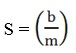 S = (b/m)